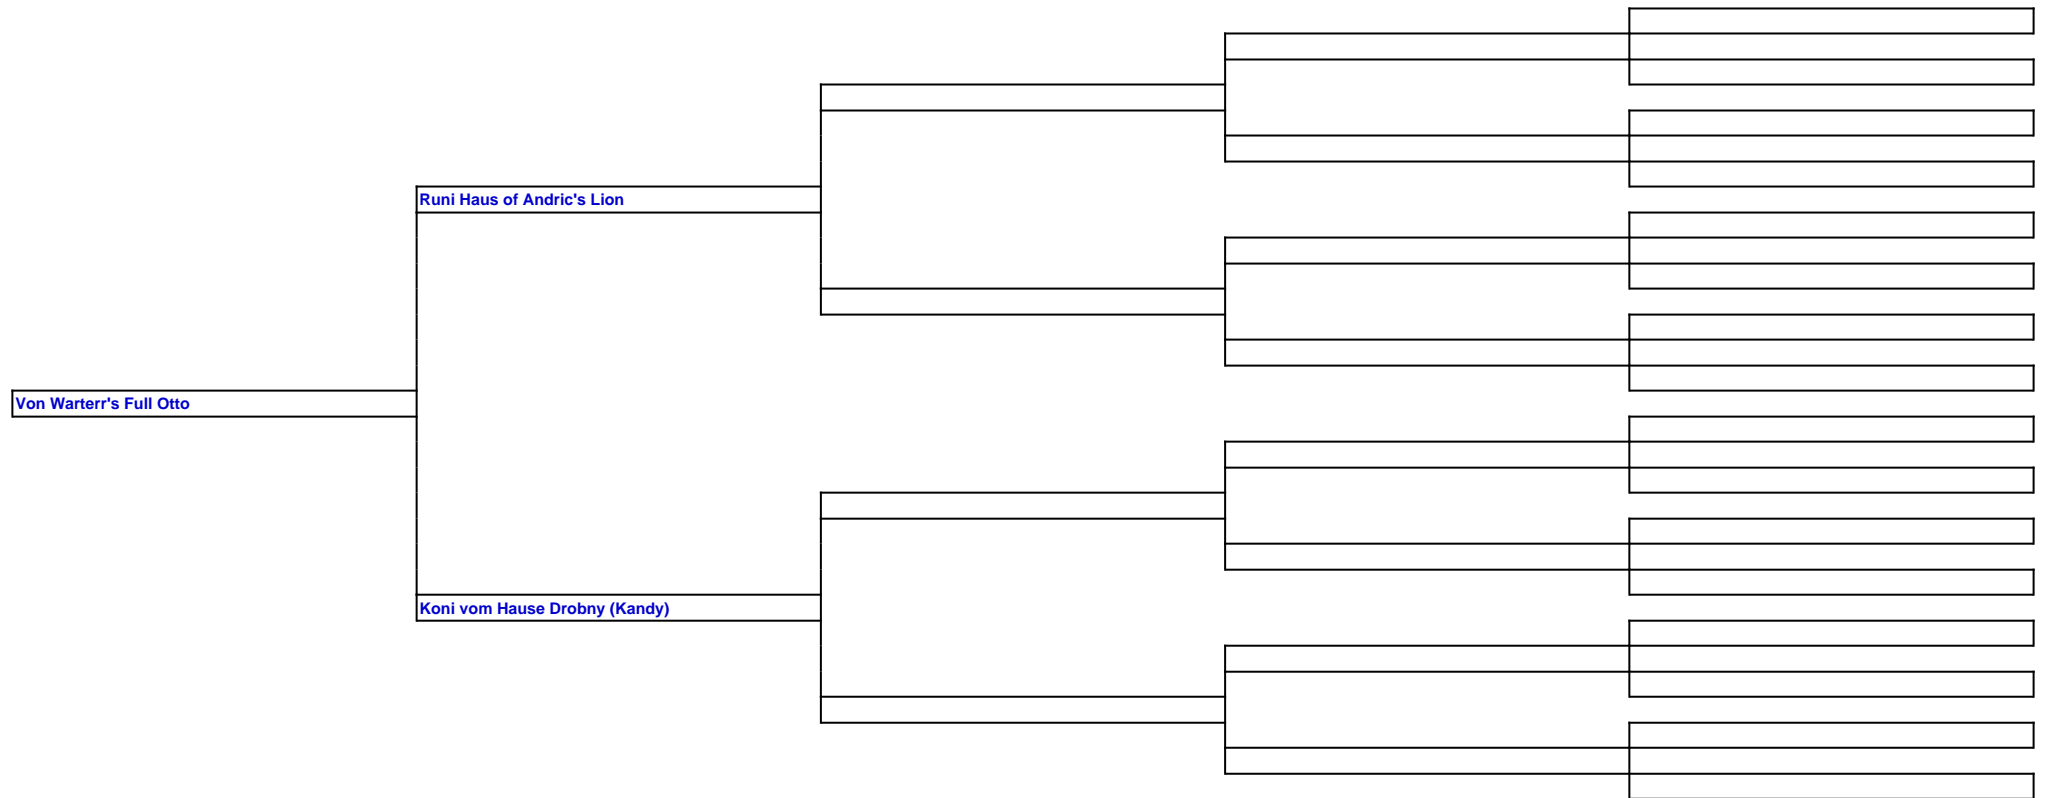 Runi Haus of Andric's Lion
Von Warterr's Full Otto
Koni vom Hause Drobny (Kandy)